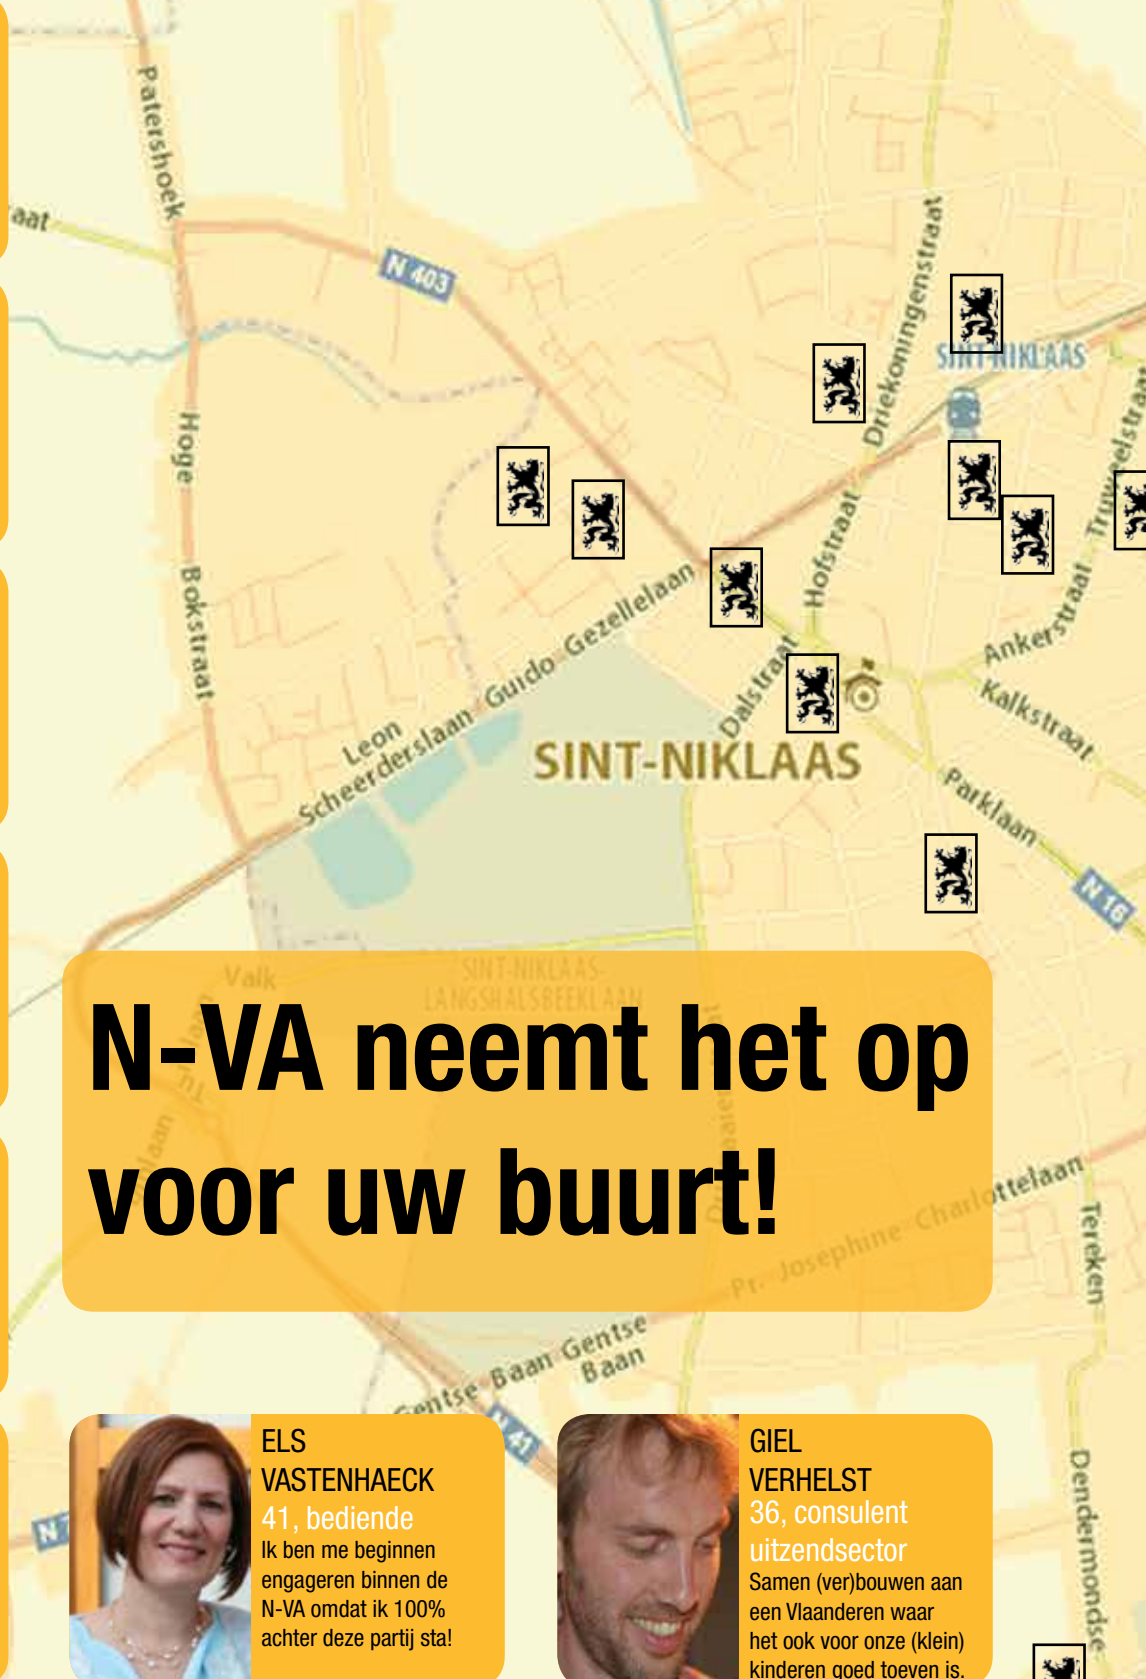 Patershoek
aat
N 403
Driekoningenstraat
SINT-NIKLAAS
Hoge
Bokstraat
Hofstraat
Truweelstraat
Ankerstraat
Kalkstraat
Dalstraat
Guido Gezellelaan
Leon
Scheerderslaan
SINT-NIKLAAS
Parklaan
N 16
Valk
SINT-NIKLAAS-
LANGSHALSBEEKLAAN
N-VA neemt het op
voor uw buurt!
Pr. Josephine Charlottelaan
Tereken
Gentse Baan
Gentse
Baan
N 41
Dendermondse
ELS
VASTENHAECK
41, bediende
Ik ben me beginnen
engageren binnen de
N-VA omdat ik 100%
achter deze partij sta!
GIEL
VERHELST
36, consulent
uitzendsector
Samen (ver)bouwen aan
een Vlaanderen waar
het ook voor onze (klein)
kinderen goed toeven is.